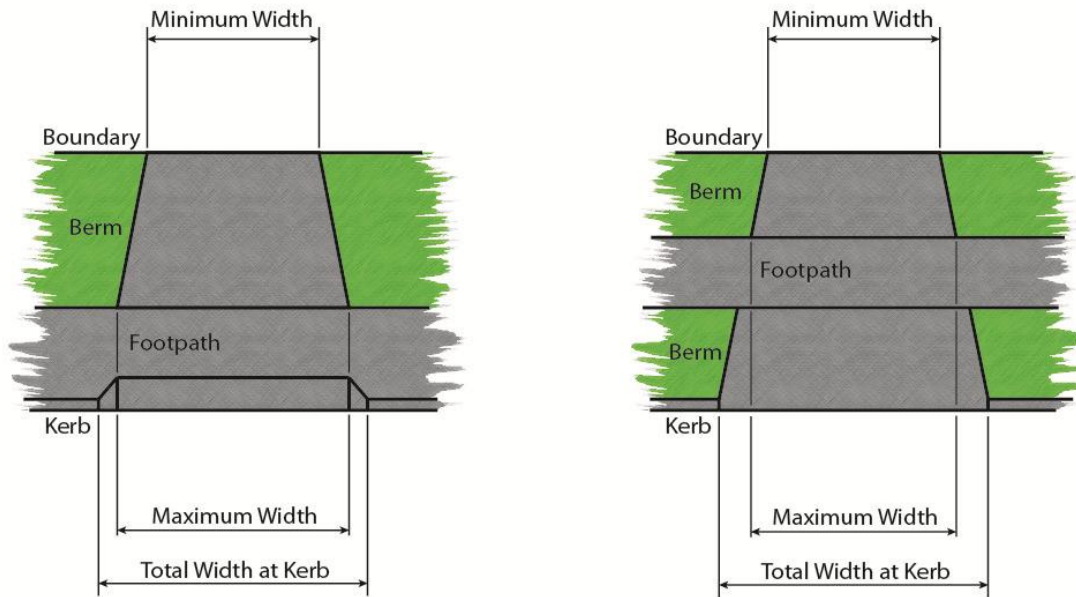 Minimum Width
Boundary
Berm
Footpath
Kerb
Maximum Width
Total Width at Kerb
Minimum Width
Boundary
Berm
Footpath
Berm
Kerb
Maximum Width
Total Width at Kerb